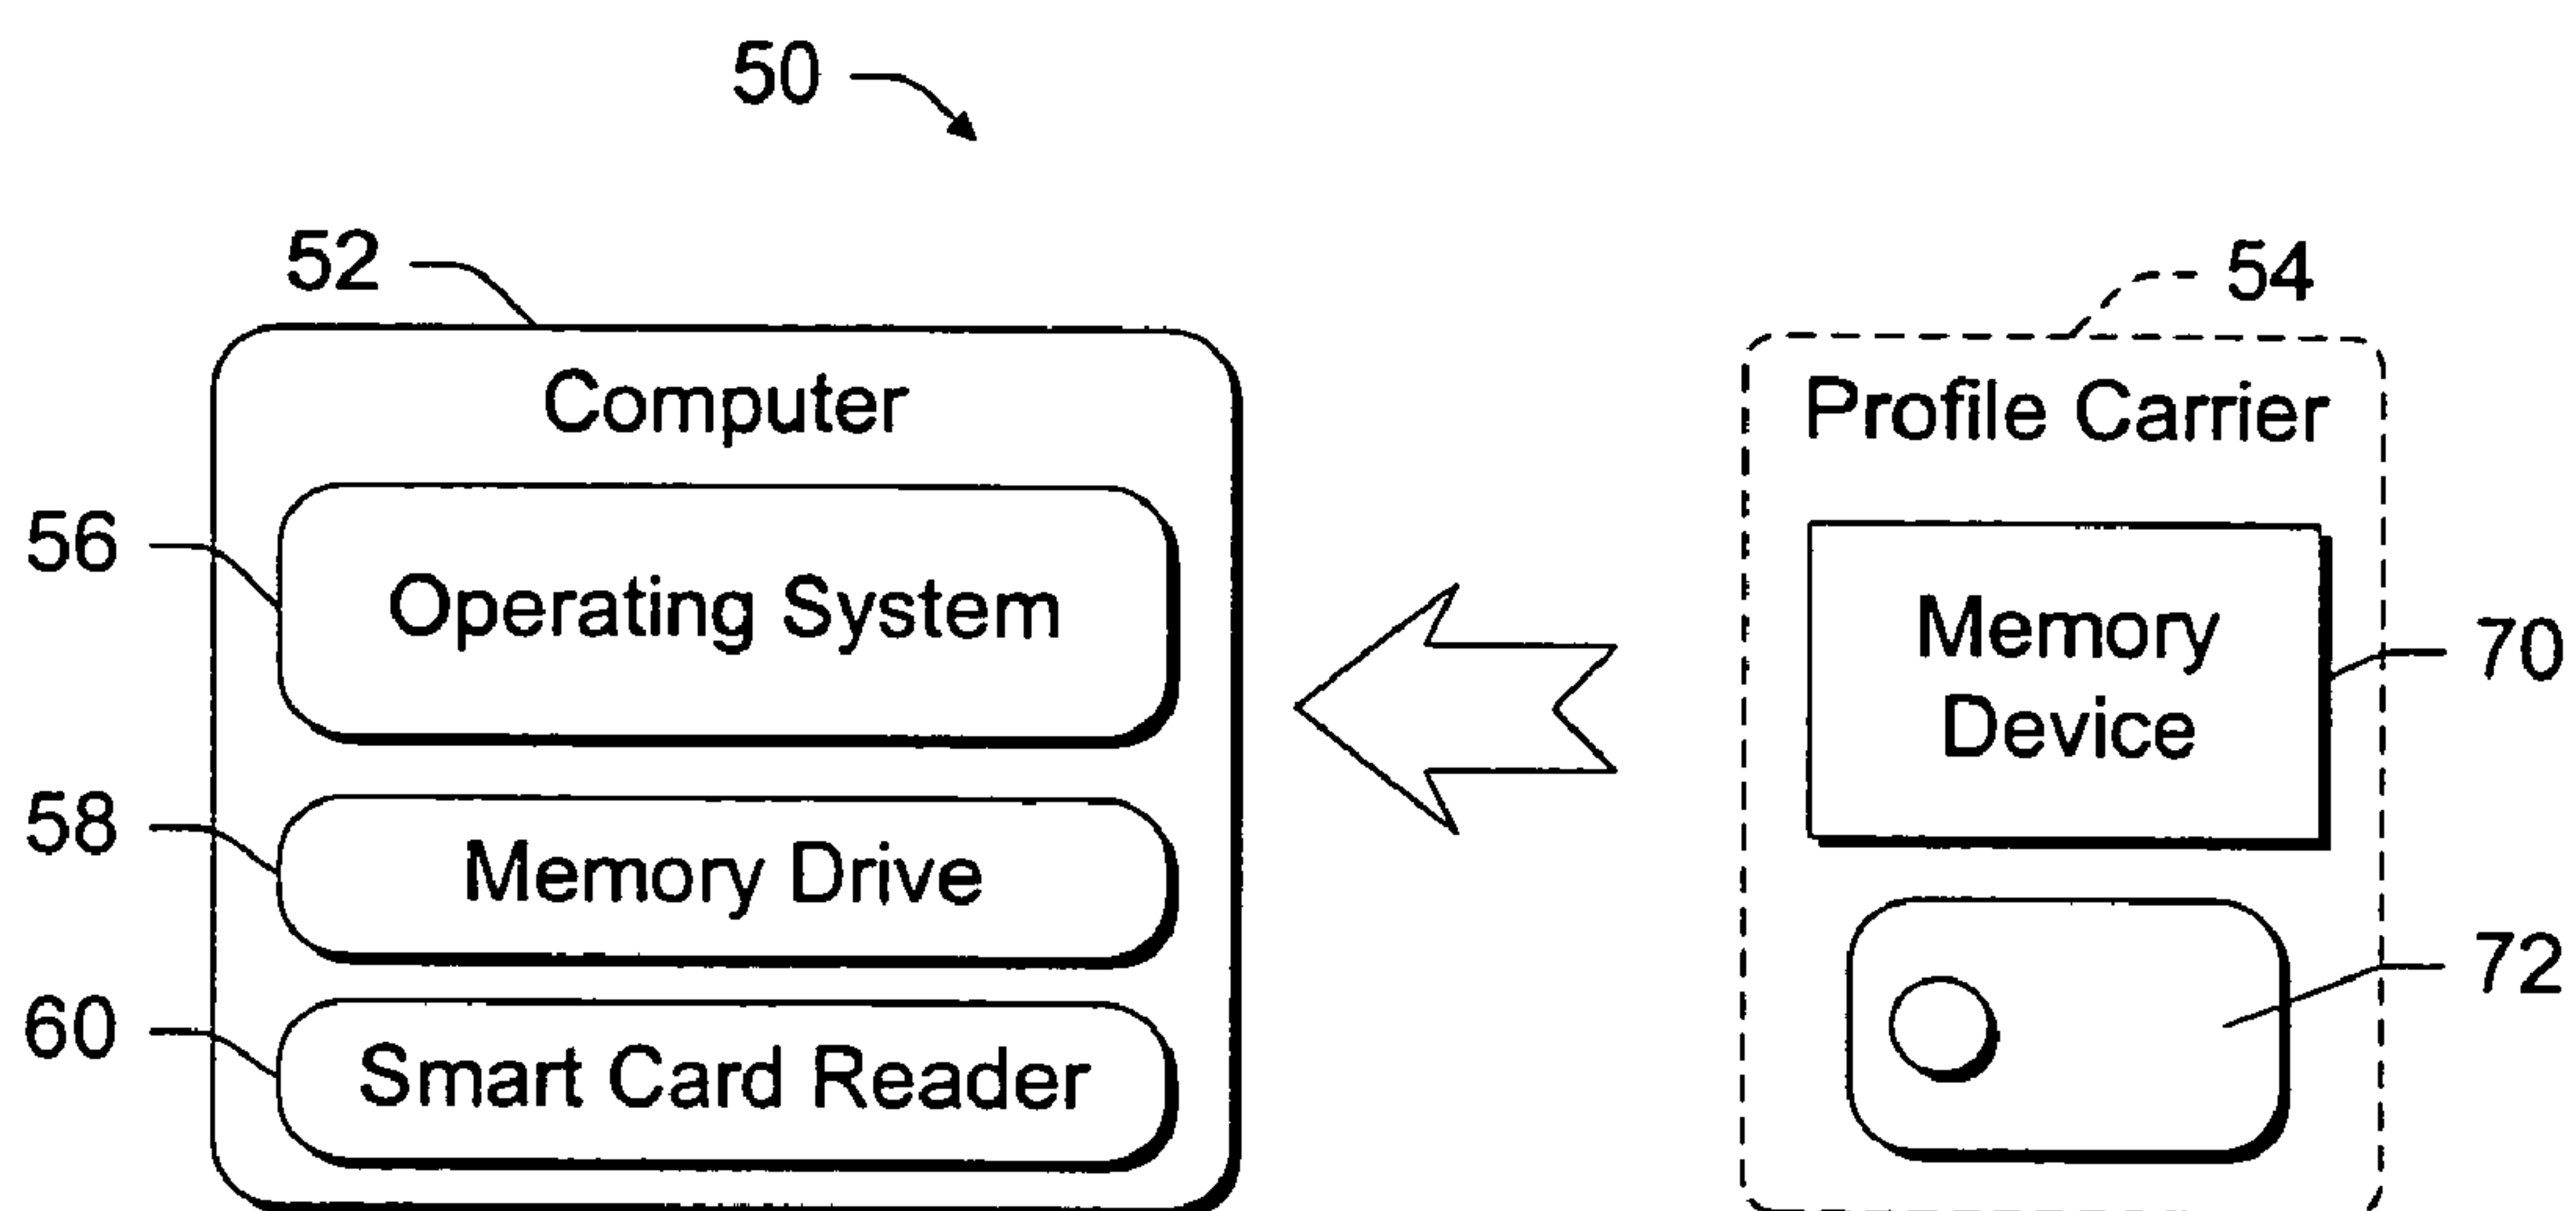 50
52
54
Computer
Profile Carrier
56
Operating System
Memory
Device
70
58
Memory Drive
72
60
Smart Card Reader